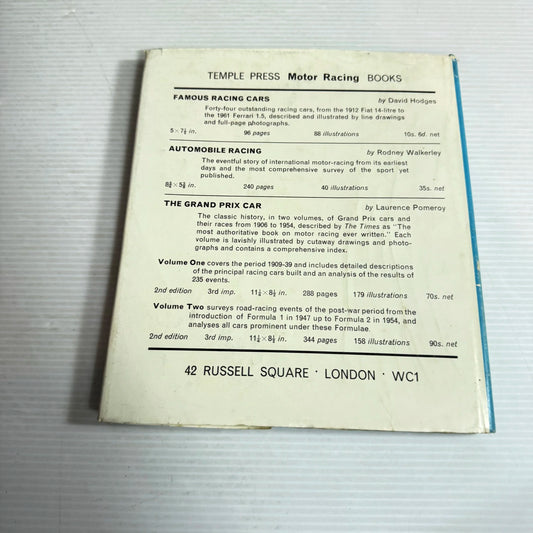 TEMPLE PRESS Motor Racing BOOKS
FAMOUS RACING CARS by David Hodges
Forty-four outstanding racing cars, from the 1912 Fiat 14-litre to
the 1961 Ferrari 1.5, described and illustrated by line drawings
and full-page photographs.
5×7¼ in. 96 pages 88 illustrations 10s. 6d. net
AUTOMOBILE RACING by Rodney Walkerley
The eventful story of international motor-racing from its earliest
days and the most comprehensive survey of the sport yet
published.
8¾×5¾ in. 240 pages 40 illustrations 35s. net
THE GRAND PRIX CAR by Laurence Pomeroy
The classic history, in two volumes, of Grand Prix cars and
their races from 1906 to 1954, described by The Times as "The
most authoritative book on motor racing ever written." Each
volume is lavishly illustrated by cutaway drawings and photo-
graphs and contains a comprehensive index.
Volume One covers the period 1909-39 and includes detailed descriptions
of the principal racing cars built and an analysis of the results of
235 events.
2nd edition 3rd imp. 11¼×8½ in. 288 pages 179 illustrations 70s. net
Volume Two surveys road-racing events of the post-war period from the
introduction of Formula 1 in 1947 up to Formula 2 in 1954, and
analyses all cars prominent under these Formulae.
2nd edition 3rd imp. 11¼×8½ in. 344 pages 158 illustrations 90s. net
42 RUSSELL SQUARE · LONDON · WC1